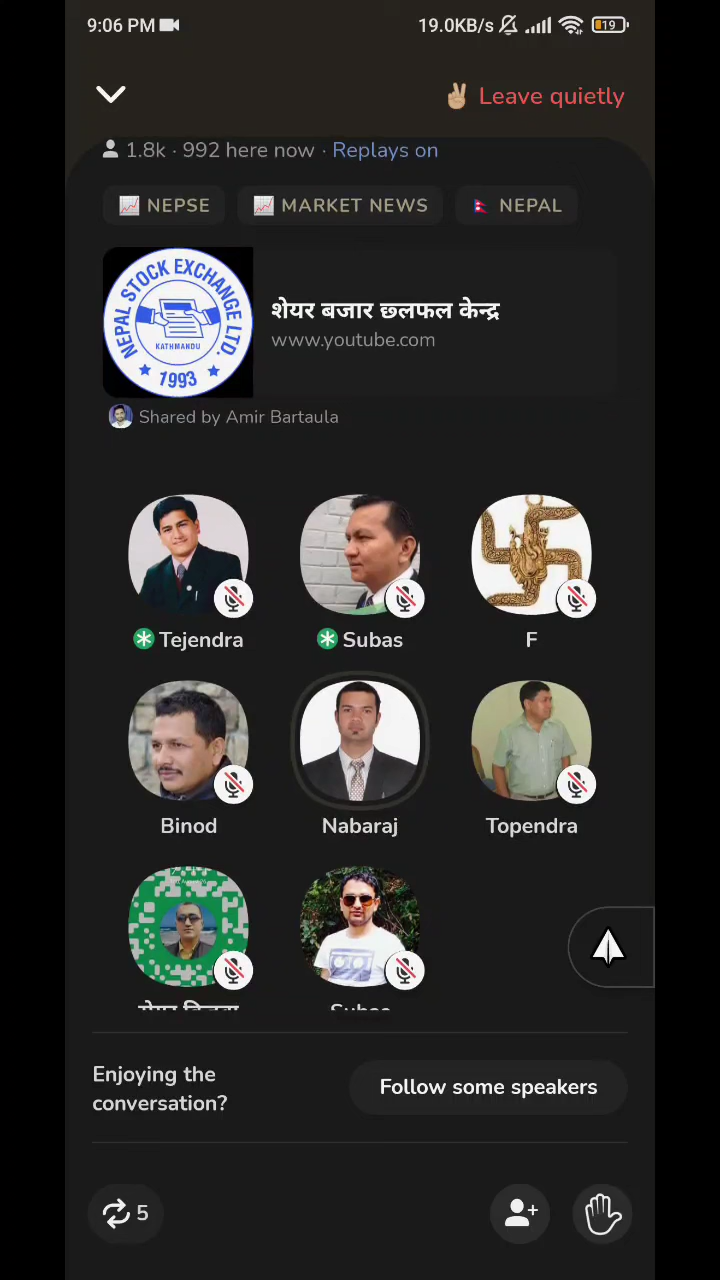 9:06 PM
19.0KB/s
19
Leave quietly
1.8k · 992 here now · Replays on
NEPSE
MARKET NEWS
NEPAL
NEPAL STOCK EXCHANGE LTD.
KATHMANDU
1993
शेयर बजार छलफल केन्द्र
www.youtube.com
Shared by Amir Bartaula
Tejendra
Subas
F
Binod
Nabaraj
Topendra
Enjoying the
conversation?
Follow some speakers
5